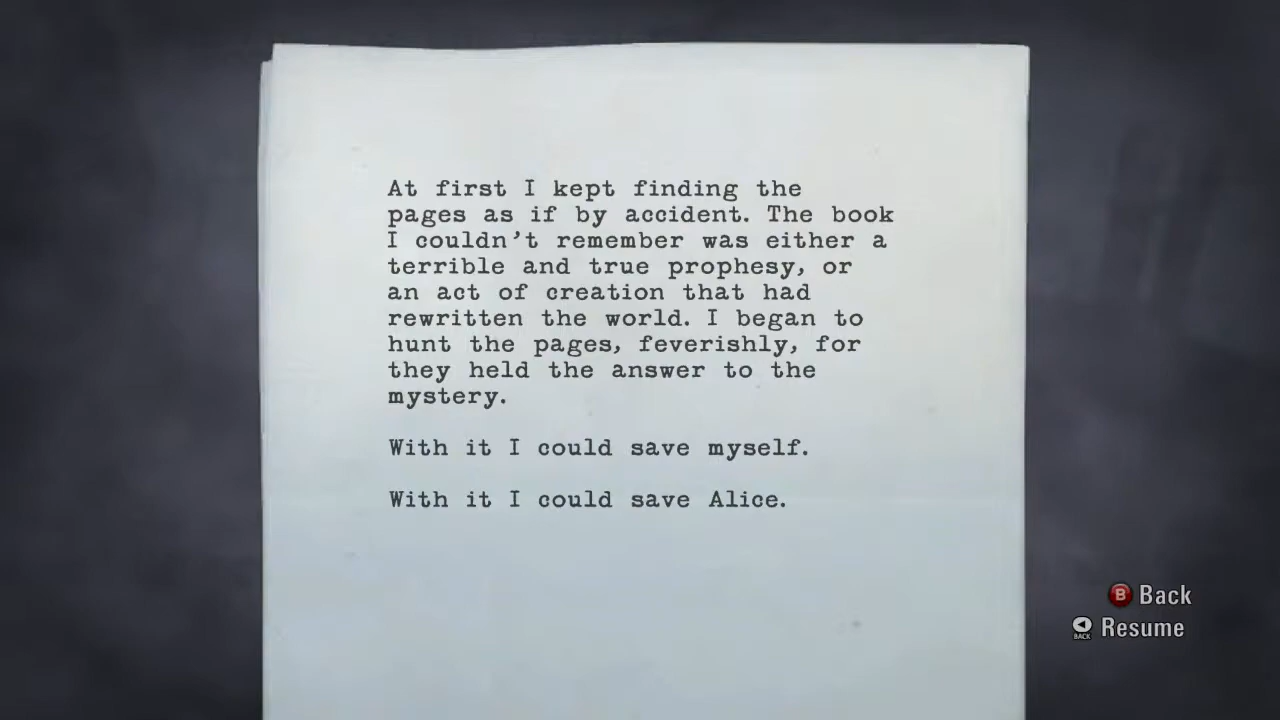 At first I kept finding the
pages as if by accident. The book
I couldn't remember was either a
terrible and true prophesy, or
an act of creation that had
rewritten the world. I began to
hunt the pages, feverishly, for
they held the answer to the
mystery.
With it I could save myself.
With it I could save Alice.
B Back
BACK Resume